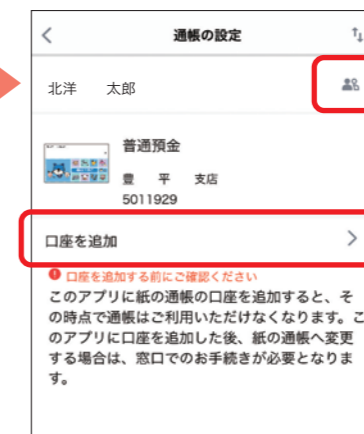 通帳の設定
北洋 太郎
普通預金
豊 平 支店
5011929
口座を追加
口座を追加する前にご確認ください
このアプリに紙の通帳の口座を追加すると、そ
の時点で通帳はご利用いただけなくなります。こ
のアプリに口座を追加した後、紙の通帳へ変更
する場合は、窓口でのお手続きが必要となりま
す。